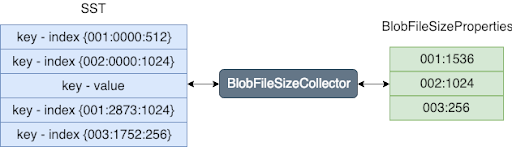 SST
key - index {001:0000:512}
key - index {002:0000:1024}
key - value
key - index {001:2873:1024}
key - index {003:1752:256}
BlobFileSizeCollector
BlobFileSizeProperties
001:1536
002:1024
003:256